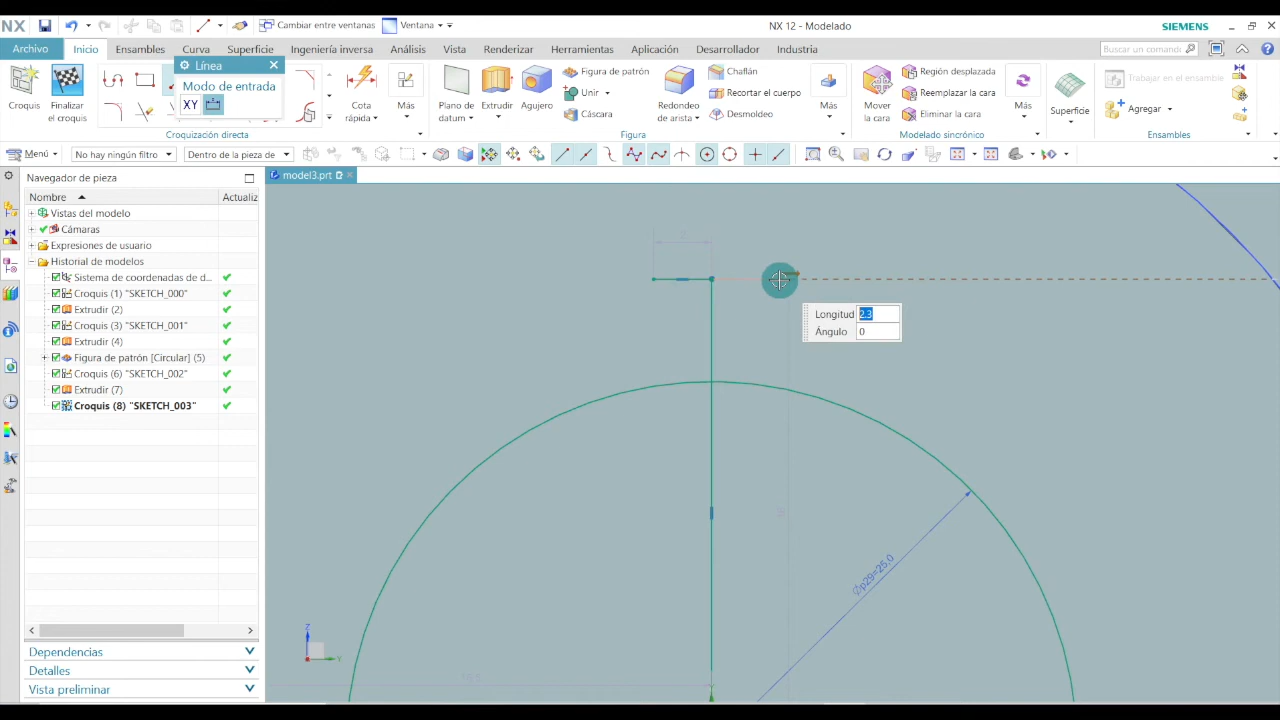 NX
Cambiar entre ventanas
Ventana
NX 12 - Modelado
SIEMENS
Archivo
Inicio
Ensambles
Curva
Superficie
Ingeniería inversa
Análisis
Vista
Renderizar
Herramientas
Aplicación
Desarrollador
Industria
Buscar un comando
Línea
Modo de entrada
XY
Croquis
Finalizar
el croquis
Croquización directa
Cota
rápida
Más
Plano de
datum
Extrudir
Agujero
Figura de patrón
Unir
Cáscara
Chaflán
Recortar el cuerpo
Desmoldeo
Más
Figura
Redondeo
de arista
Mover
la cara
Región desplazada
Reemplazar la cara
Eliminar la cara
Más
Modelado sincrónico
Superficie
Trabajar en el ensamble
Agregar
Ensambles
Menú
No hay ningún filtro
Dentro de la pieza de
Navegador de pieza
model3.prt
Nombre
Actualiz
Vistas del modelo
Cámaras
Expresiones de usuario
Historial de modelos
Sistema de coordenadas de d...
Croquis (1) "SKETCH_000"
Extrudir (2)
Croquis (3) "SKETCH_001"
Extrudir (4)
Figura de patrón [Circular] (5)
Croquis (6) "SKETCH_002"
Extrudir (7)
Croquis (8) "SKETCH_003"
Longitud 2.3
Ángulo 0
Øp29=25.0
Z
Y
Dependencias
Detalles
Vista preliminar